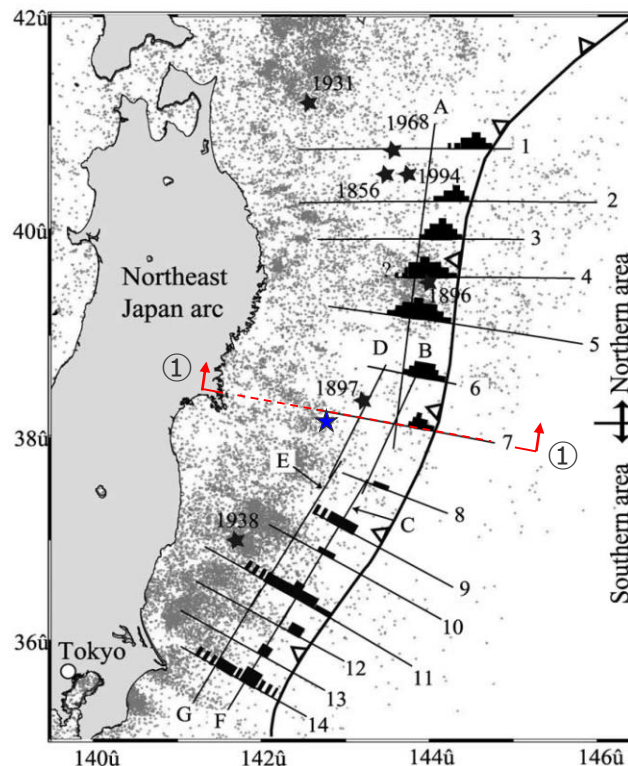 42û
1931
A
1968
1
1856
1994
2
40û
3
Northeast
Japan arc
?
4
1896
5
D
B
①
1897
6
7
①
38û
E
8
1938
C
9
10
36û
Tokyo
12
11
13
G
F
14
Northern area
Southern area
140û
142û
144û
146û